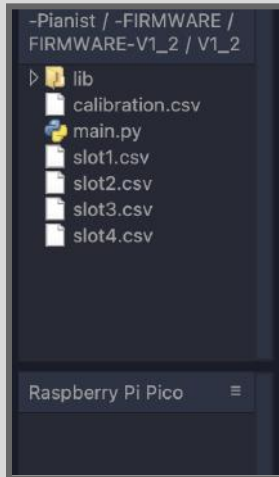 -Pianist / -FIRMWARE /
FIRMWARE-V1_2 / V1_2
lib
calibration.csv
main.py
slot1.csv
slot2.csv
slot3.csv
slot4.csv
Raspberry Pi Pico